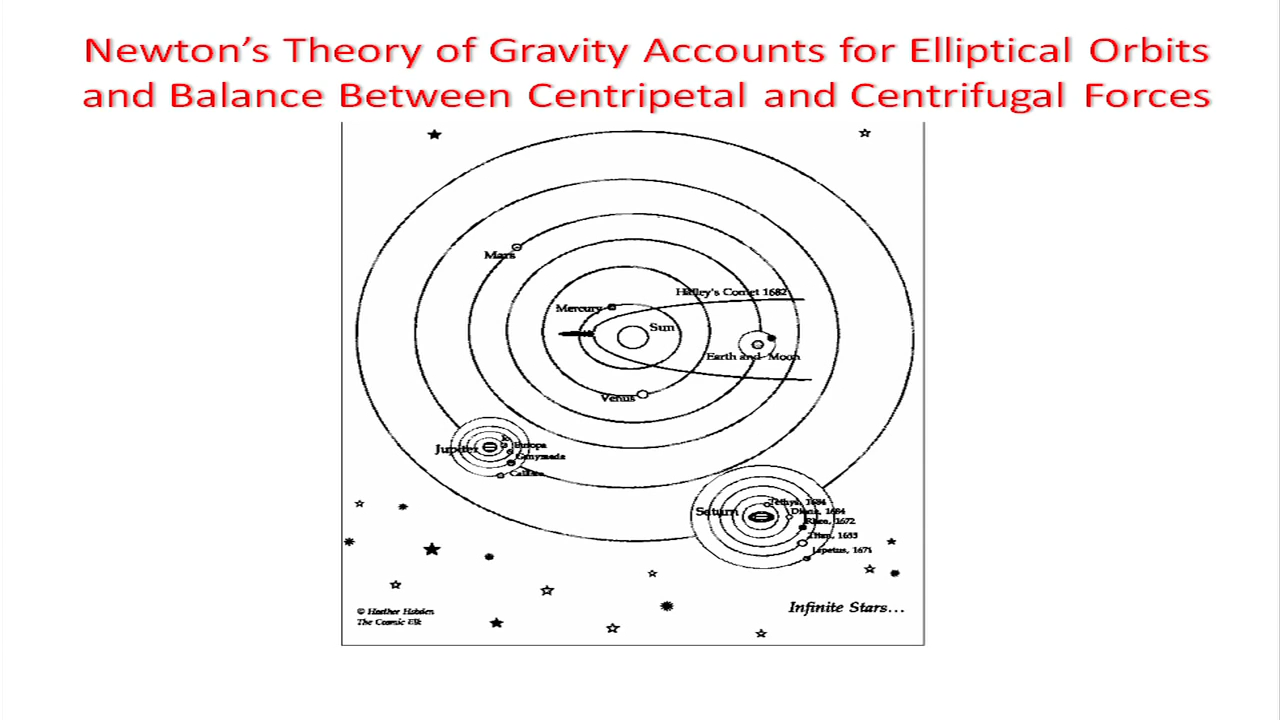 Newton's Theory of Gravity Accounts for Elliptical Orbits
and Balance Between Centripetal and Centrifugal Forces
Mars
Halley's Comet 1682
Mercury
Sun
Earth and Moon
Venus
Jupiter
Europa
Ganymede
Callisto
Saturn
Tethys, 1684
Dione, 1684
Rhea, 1672
Titan, 1655
Iapetus, 1671
Infinite Stars...
© Heather Hobden
The Cosmic Elk